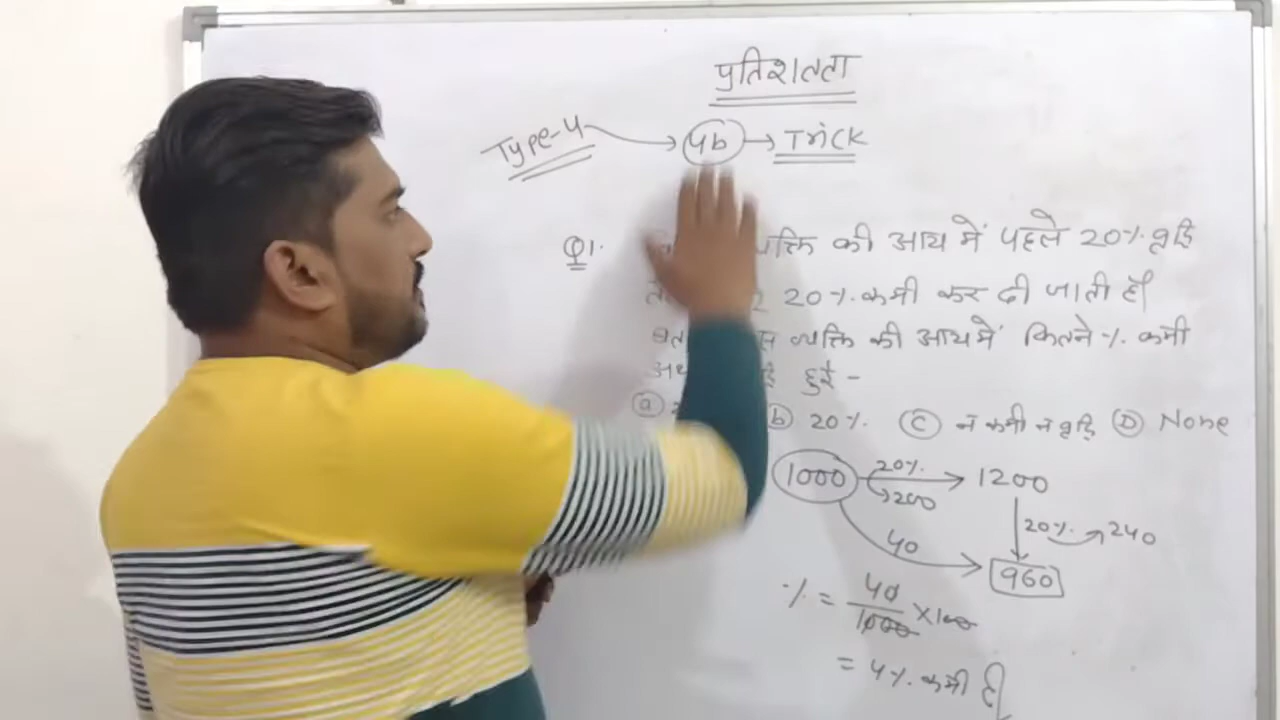 प्रतिशतता
Type-4 → 4b → Trick
Q1. व्यक्ति की आय में पहले 20% वृद्धि
20% कमी कर दी जाती है।
व्यक्ति की आय में कितने % कमी
हुई -
(a) (b) 20% (C) न कमी न वृद्धि (D) None
1000 20% → 1200
→ 200
20% → 240
40 → 960
% = 40/1000 × 100
= 4% कमी है